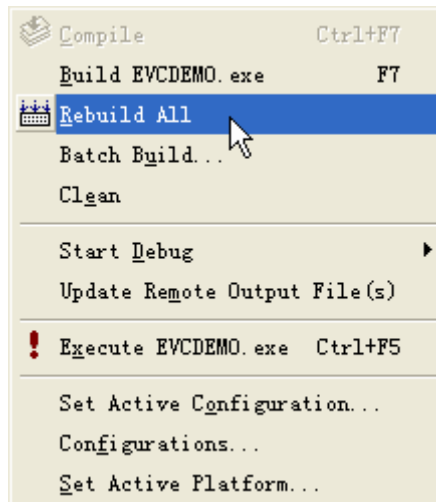 Compile Ctrl+F7
Build EVCDEMO.exe F7
Rebuild All
Batch Build...
Clean
Start Debug
Update Remote Output File(s)
Execute EVCDEMO.exe Ctrl+F5
Set Active Configuration...
Configurations...
Set Active Platform...